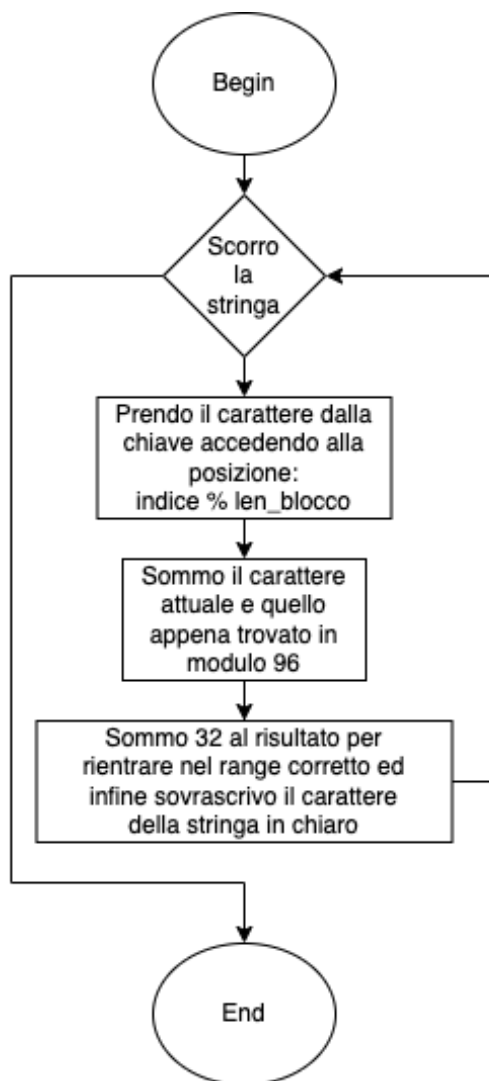 Begin
Scorro
la
stringa
Prendo il carattere dalla
chiave accedendo alla
posizione:
indice % len_blocco
Sommo il carattere
attuale e quello
appena trovato in
modulo 96
Sommo 32 al risultato per
rientrare nel range corretto ed
infine sovrascrivo il carattere
della stringa in chiaro
End